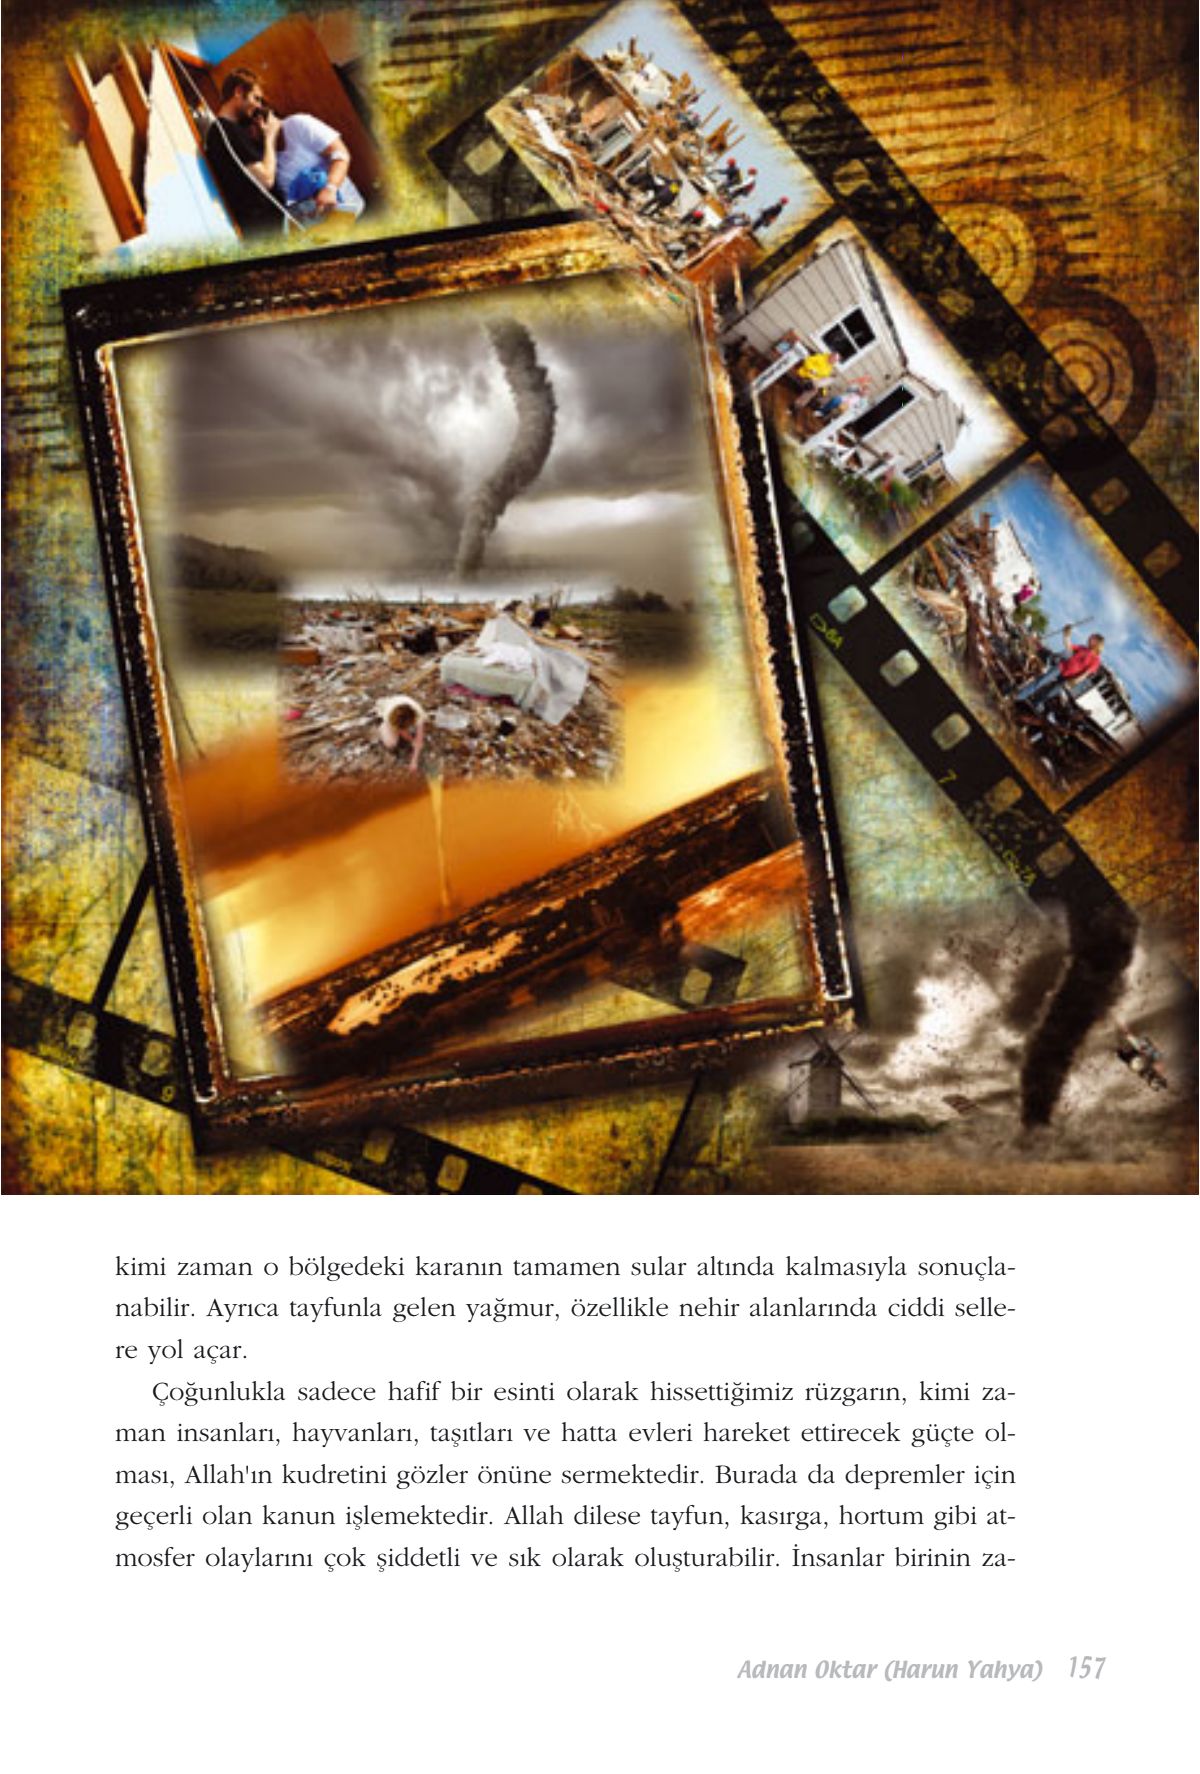 kimi zaman o bölgedeki karanın tamamen sular altında kalmasıyla sonuçla-
nabilir. Ayrıca tayfunla gelen yağmur, özellikle nehir alanlarında ciddi selle-
re yol açar.
Çoğunlukla sadece hafif bir esinti olarak hissettiğimiz rüzgarın, kimi za-
man insanları, hayvanları, taşıtları ve hatta evleri hareket ettirecek güçte ol-
ması, Allah'ın kudretini gözler önüne sermektedir. Burada da depremler için
geçerli olan kanun işlemektedir. Allah dilese tayfun, kasırga, hortum gibi at-
mosfer olaylarını çok şiddetli ve sık olarak oluşturabilir. İnsanlar birinin za-
Adnan Oktar (Harun Yahya) 157